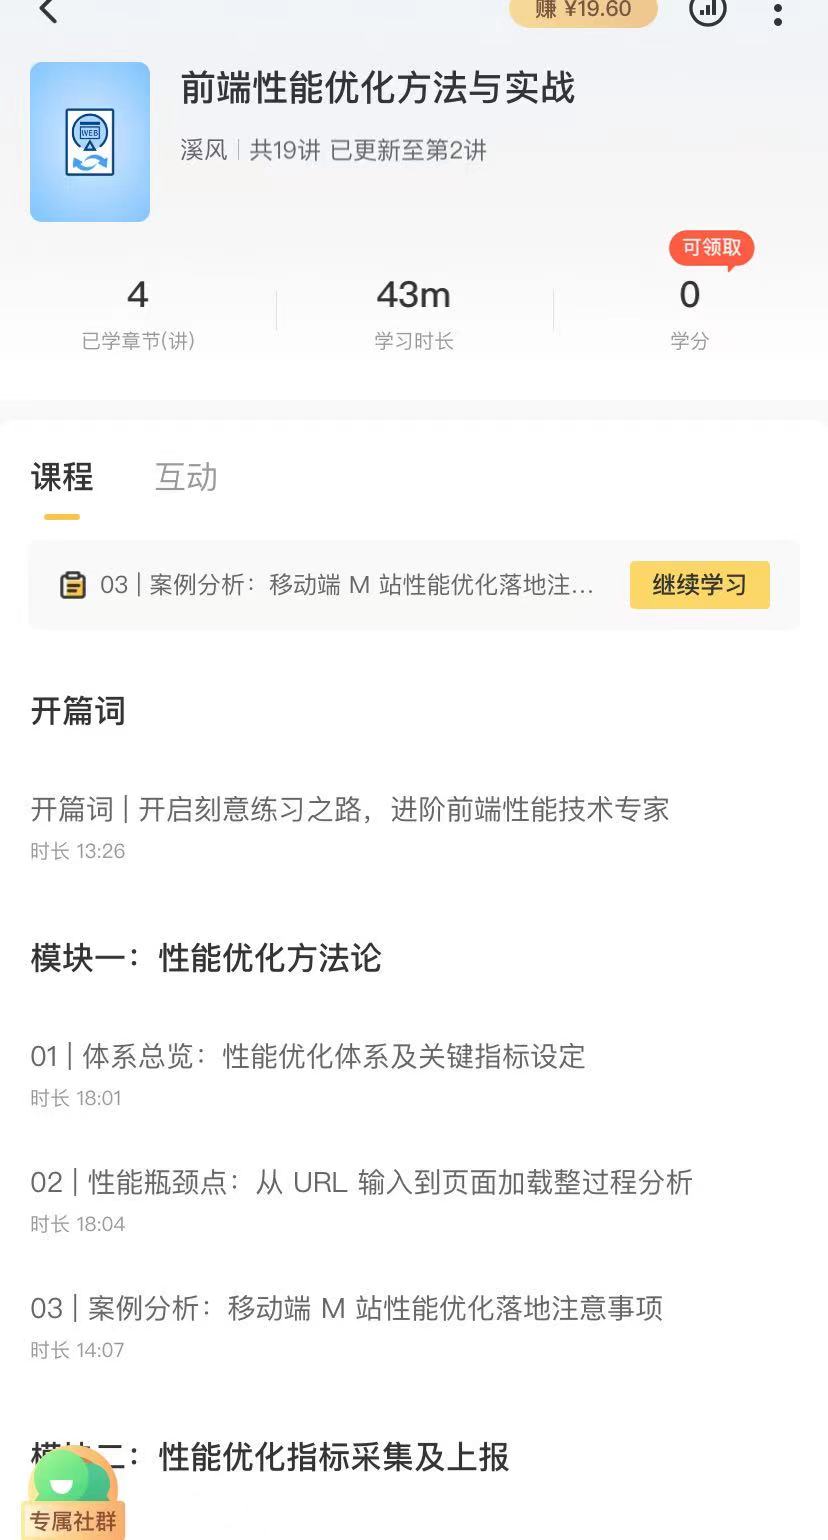 赚 ¥19.60
WEB
前端性能优化方法与实战
溪风 | 共19讲 已更新至第2讲
可领取
4 43m 0
已学章节(讲) 学习时长 学分
课程 互动
03 | 案例分析：移动端 M 站性能优化落地注... 继续学习
开篇词
开篇词 | 开启刻意练习之路，进阶前端性能技术专家
时长 13:26
模块一：性能优化方法论
01 | 体系总览：性能优化体系及关键指标设定
时长 18:01
02 | 性能瓶颈点：从 URL 输入到页面加载整过程分析
时长 18:04
03 | 案例分析：移动端 M 站性能优化落地注意事项
时长 14:07
模块二：性能优化指标采集及上报
专属社群